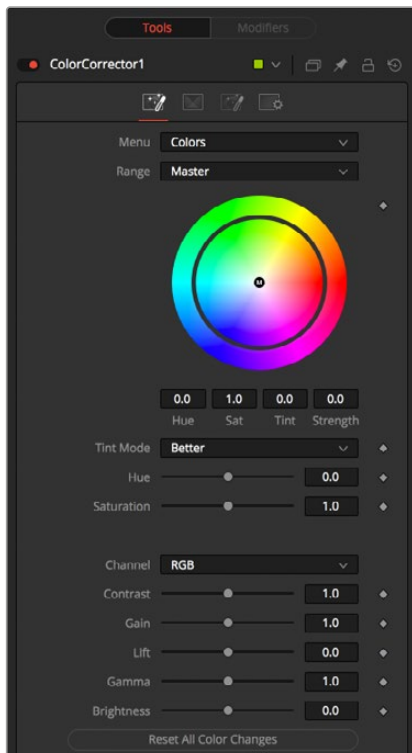 Tools Modifiers
ColorCorrector1
Menu Colors
Range Master
M
0.0 1.0 0.0 0.0
Hue Sat Tint Strength
Tint Mode Better
Hue 0.0
Saturation 1.0
Channel RGB
Contrast 1.0
Gain 1.0
Lift 0.0
Gamma 1.0
Brightness 0.0
Reset All Color Changes